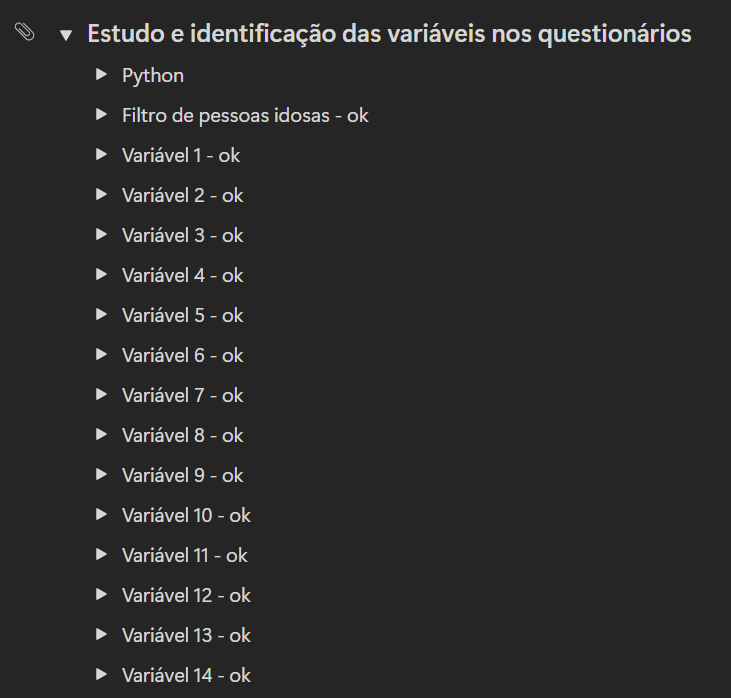 Estudo e identificação das variáveis nos questionários
Python
Filtro de pessoas idosas - ok
Variável 1 - ok
Variável 2 - ok
Variável 3 - ok
Variável 4 - ok
Variável 5 - ok
Variável 6 - ok
Variável 7 - ok
Variável 8 - ok
Variável 9 - ok
Variável 10 - ok
Variável 11 - ok
Variável 12 - ok
Variável 13 - ok
Variável 14 - ok